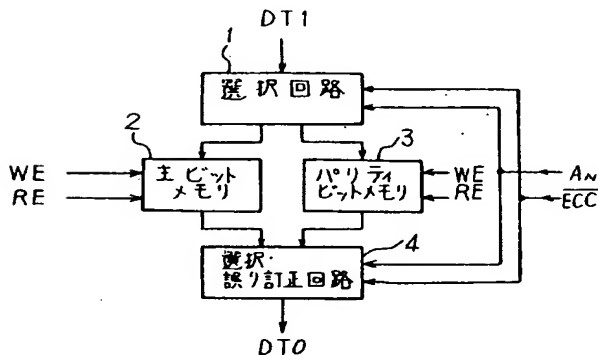 DT1
1
選択回路
2
WE
RE
主ビット
メモリ
3
パリティ
ビットメモリ
WE
RE
AN
ECC
4
選択・
誤り訂正回路
DTO